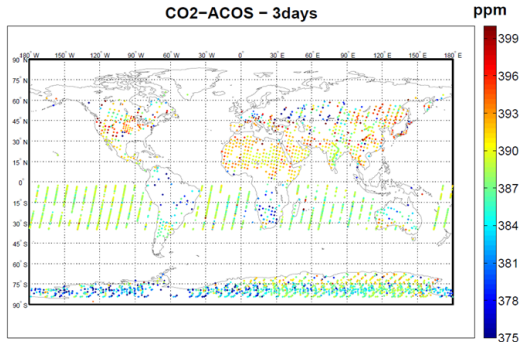 CO2−ACOS − 3days
ppm
180° W 150° W 120° W 90° W 60° W 30° W 0° 30° E 60° E 90° E 120° E 150° E 180° E
90° N
75° N
60° N
45° N
30° N
15° N
0°
15° S
30° S
45° S
60° S
75° S
90° S
399
396
393
390
387
384
381
378
375